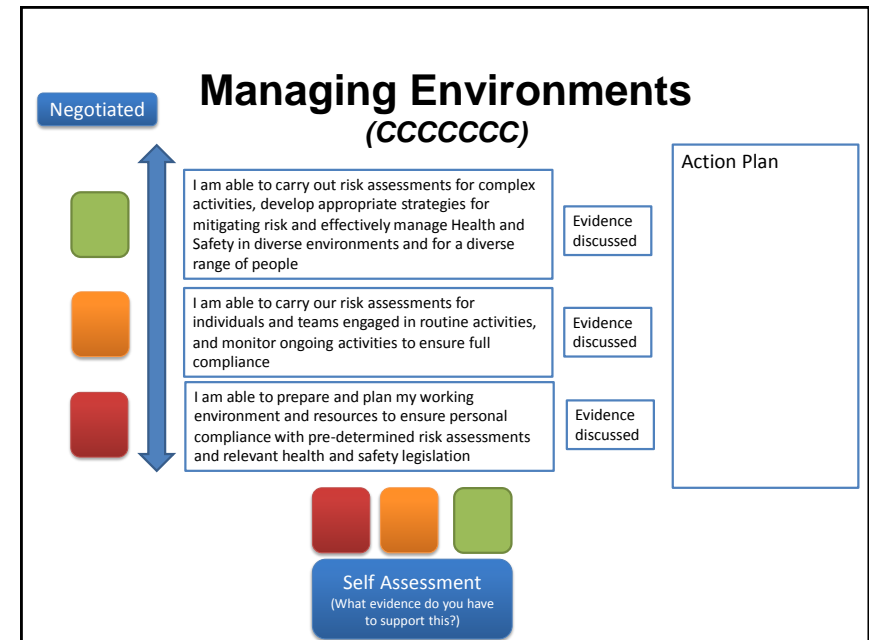 Managing Environments
(CCCCCCC)
Negotiated
I am able to carry out risk assessments for complex
activities, develop appropriate strategies for
mitigating risk and effectively manage Health and
Safety in diverse environments and for a diverse
range of people
Evidence
discussed
Action Plan
I am able to carry our risk assessments for
individuals and teams engaged in routine activities,
and monitor ongoing activities to ensure full
compliance
Evidence
discussed
I am able to prepare and plan my working
environment and resources to ensure personal
compliance with pre-determined risk assessments
and relevant health and safety legislation
Evidence
discussed
Self Assessment
(What evidence do you have
to support this?)